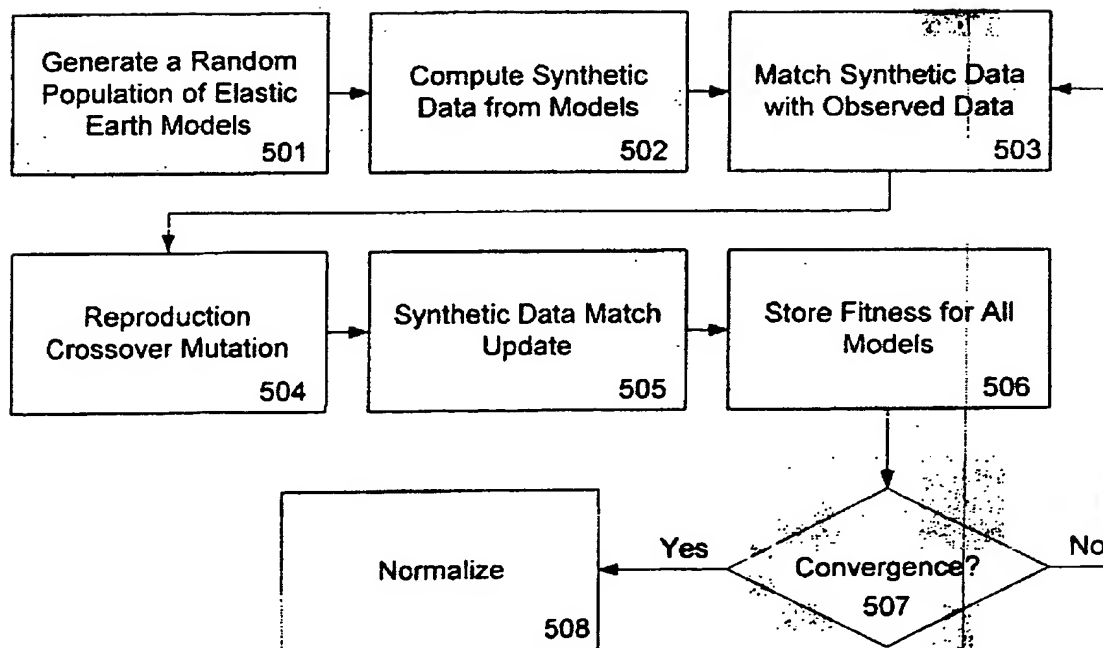 Generate a Random
Population of Elastic
Earth Models
501
Compute Synthetic
Data from Models
502
Match Synthetic Data
with Observed Data
503
Reproduction
Crossover Mutation
504
Synthetic Data Match
Update
505
Store Fitness for All
Models
506
Normalize
508
Yes
Convergence?
507
No